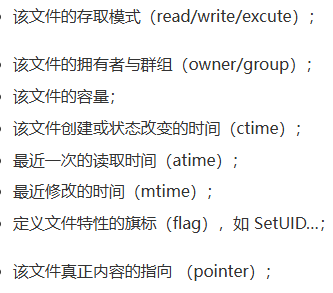 该文件的存取模式（read/write/excute）；
该文件的拥有者与群组（owner/group）；
该文件的容量；
该文件创建或状态改变的时间（ctime）；
最近一次的读取时间（atime）；
最近修改的时间（mtime）；
定义文件特性的旗标（flag），如 SetUID...；
该文件真正内容的指向 （pointer）；